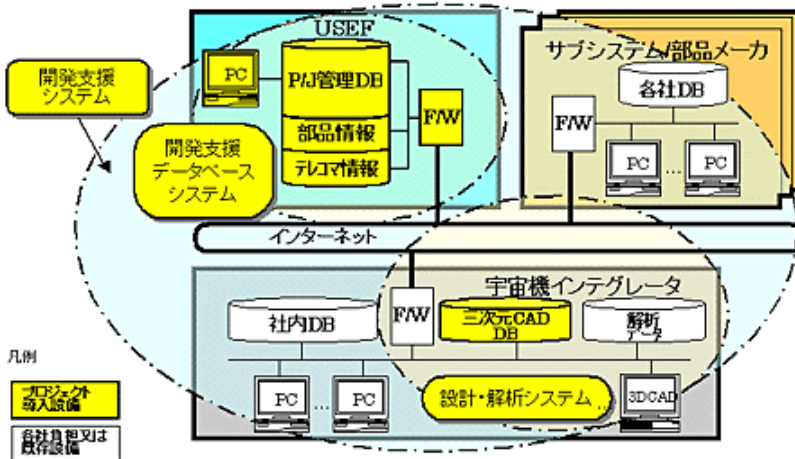 USEF
サブシステム/部品メーカ
開発支援
システム
PC
P/J管理DB
部品情報
テレコマ情報
F/W
各社DB
F/W
PC
...
PC
開発支援
データベース
システム
インターネット
宇宙機インテグレータ
社内DB
F/W
三次元CAD
DB
解析
データ
PC
...
PC
設計・解析システム
...
3DCAD
凡例
プロジェクト
導入設備
各社負担又は
既存設備